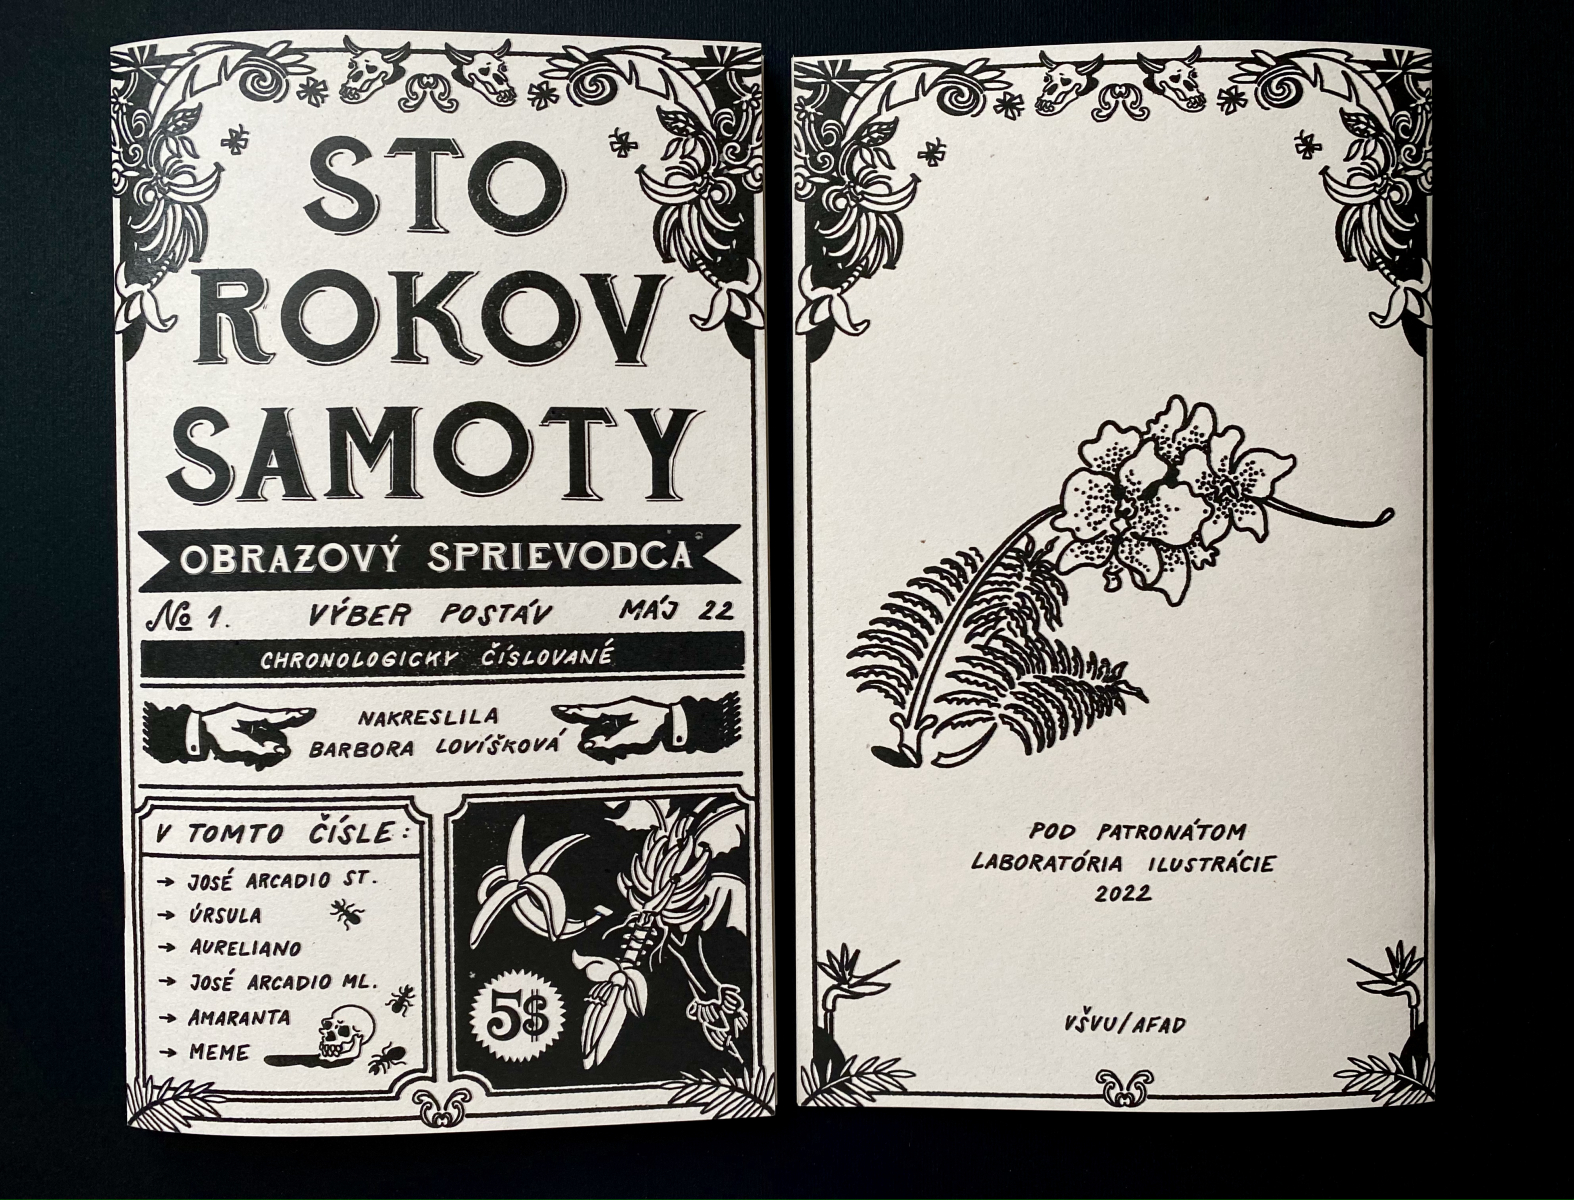 STO
ROKOV
SAMOTY
OBRAZOVÝ SPRIEVODCA
No 1. VÝBER POSTÁV MÁJ 22
CHRONOLOGICKY ČÍSLOVANÉ
NAKRESLILA
BARBORA LOVÍŠKOVÁ
V TOMTO ČÍSLE:
→ JOSÉ ARCADIO ST.
→ ÚRSULA
→ AURELIANO
→ JOSÉ ARCADIO ML.
→ AMARANTA
→ MEME
5$
POD PATRONÁTOM
LABORATÓRIA ILUSTRÁCIE
2022
VŠVU/AFAD